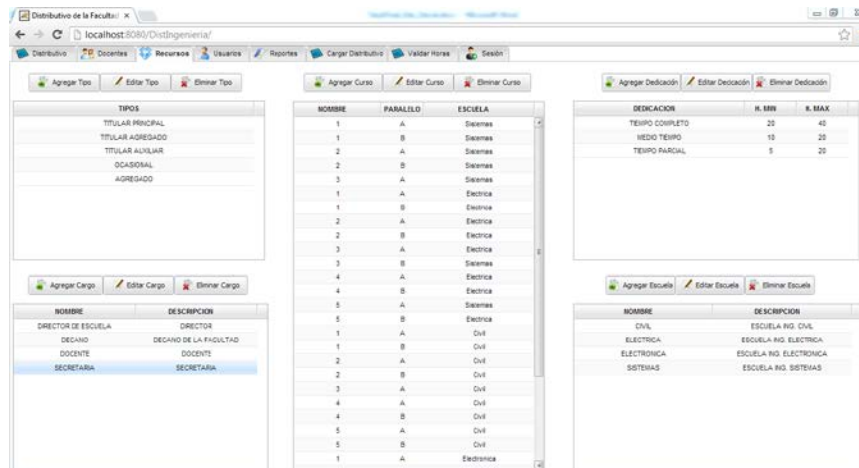 Distributivo de la Facultad
localhost:8080/DistIngenieria/
Distributivo Docentes Recursos Usuarios Reportes Cargar Distributivo Validar Horas Sesión
Agregar Tipo Editar Tipo Eliminar Tipo
TIPOS
TITULAR PRINCIPAL
TITULAR AGREGADO
TITULAR AUXILIAR
OCASIONAL
AGREGADO
Agregar Cargo Editar Cargo Eliminar Cargo
NOMBRE DESCRIPCION
DIRECTOR DE ESCUELA DIRECTOR
DECANO DECANO DE LA FACULTAD
DOCENTE DOCENTE
SECRETARIA SECRETARIA
Agregar Curso Editar Curso Eliminar Curso
NOMBRE PARALELO ESCUELA
1 A Sistemas
1 B Sistemas
2 A Sistemas
2 B Sistemas
3 A Sistemas
1 A Electrica
1 B Electrica
2 A Electrica
2 B Electrica
3 A Electrica
3 B Sistemas
4 A Electrica
4 B Electrica
5 A Sistemas
5 B Electrica
1 A Civil
1 B Civil
2 A Civil
2 B Civil
3 A Civil
4 A Civil
4 B Civil
5 A Civil
5 B Civil
1 A Electronica
Agregar Dedicación Editar Dedicación Eliminar Dedicación
DEDICACION H. MIN H. MAX
TIEMPO COMPLETO 20 40
MEDIO TIEMPO 10 20
TIEMPO PARCIAL 5 20
Agregar Escuela Editar Escuela Eliminar Escuela
NOMBRE DESCRIPCION
CIVIL ESCUELA ING. CIVIL
ELECTRICA ESCUELA ING. ELECTRICA
ELECTRONICA ESCUELA ING. ELECTRONICA
SISTEMAS ESCUELA ING. SISTEMAS